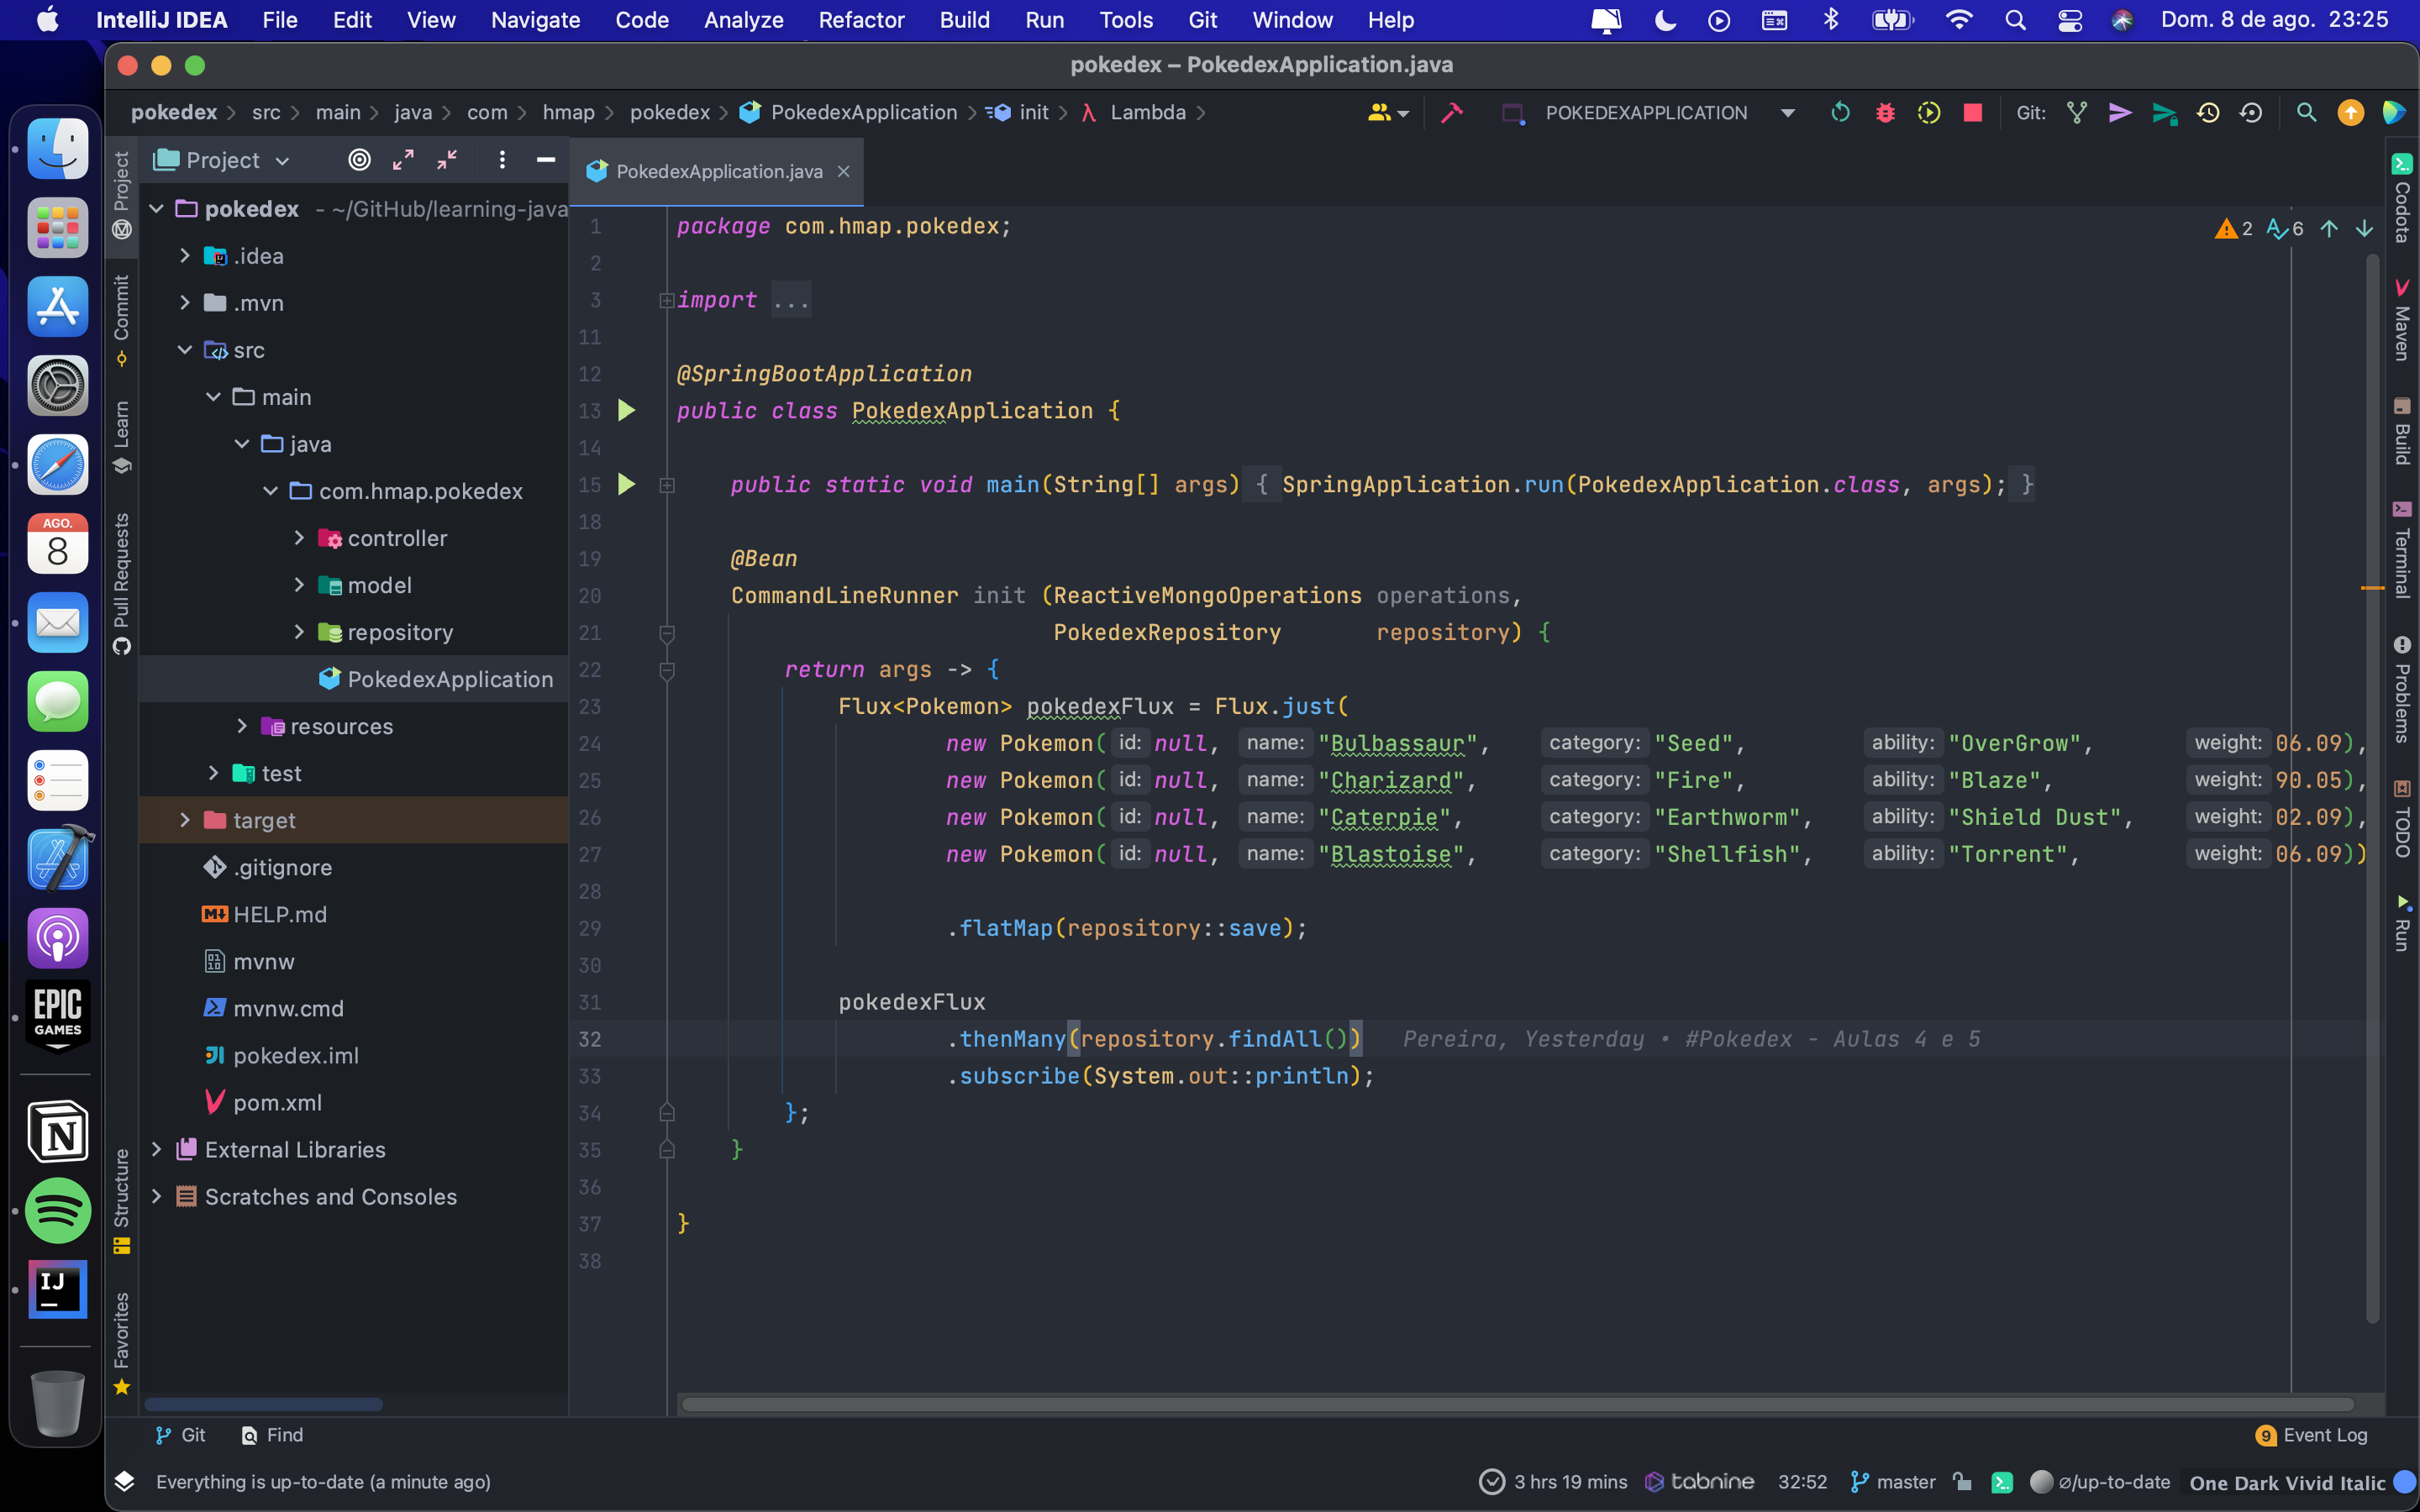 IntelliJ IDEA File Edit View Navigate Code Analyze Refactor Build Run Tools Git Window Help Dom. 8 de ago. 23:25
pokedex – PokedexApplication.java
pokedex src main java com hmap pokedex PokedexApplication init λ Lambda POKEDEXAPPLICATION Git:
Project
PokedexApplication.java
pokedex - ~/GitHub/learning-java
.idea
.mvn
src
main
java
com.hmap.pokedex
controller
model
repository
PokedexApplication
resources
test
target
.gitignore
HELP.md
mvnw
mvnw.cmd
pokedex.iml
pom.xml
External Libraries
Scratches and Consoles
Project
Commit
Learn
Pull Requests
Structure
Favorites
AGO.
8
EPIC
GAMES
N
IJ
2 6
1 package com.hmap.pokedex;
2
3 import ...
11
12 @SpringBootApplication
13 public class PokedexApplication {
14
15 public static void main(String[] args) { SpringApplication.run(PokedexApplication.class, args); }
18
19 @Bean
20 CommandLineRunner init (ReactiveMongoOperations operations,
21 PokedexRepository repository) {
22 return args -> {
23 Flux<Pokemon> pokedexFlux = Flux.just(
24 new Pokemon( id: null, name: "Bulbassaur", category: "Seed", ability: "OverGrow", weight: 06.09),
25 new Pokemon( id: null, name: "Charizard", category: "Fire", ability: "Blaze", weight: 90.05),
26 new Pokemon( id: null, name: "Caterpie", category: "Earthworm", ability: "Shield Dust", weight: 02.09),
27 new Pokemon( id: null, name: "Blastoise", category: "Shellfish", ability: "Torrent", weight: 06.09))
28
29 .flatMap(repository::save);
30
31 pokedexFlux
32 .thenMany(repository.findAll()) Pereira, Yesterday • #Pokedex - Aulas 4 e 5
33 .subscribe(System.out::println);
34 };
35 }
36
37 }
38
Codota
Maven
Build
Terminal
Problems
TODO
Run
Git Find
9 Event Log
Everything is up-to-date (a minute ago)
3 hrs 19 mins tabnine 32:52 master ∅/up-to-date One Dark Vivid Italic